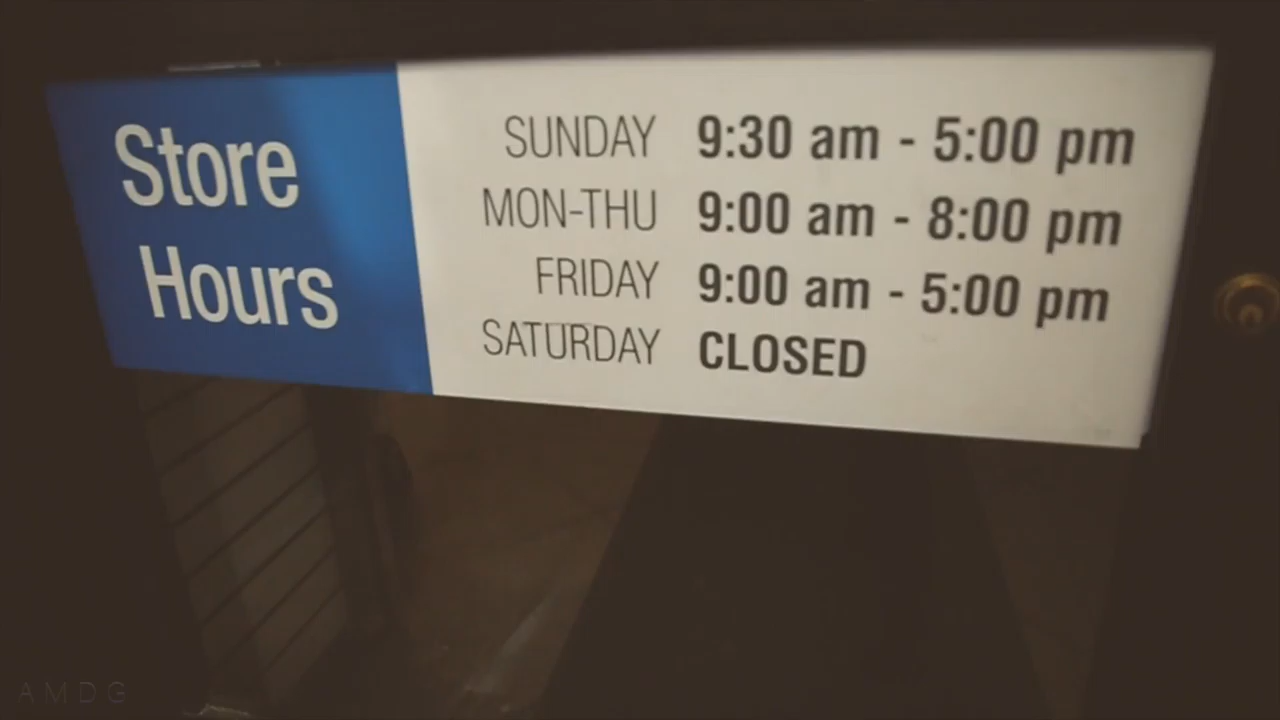 Store
Hours
SUNDAY 9:30 am - 5:00 pm
MON-THU 9:00 am - 8:00 pm
FRIDAY 9:00 am - 5:00 pm
SATURDAY CLOSED
AMDG